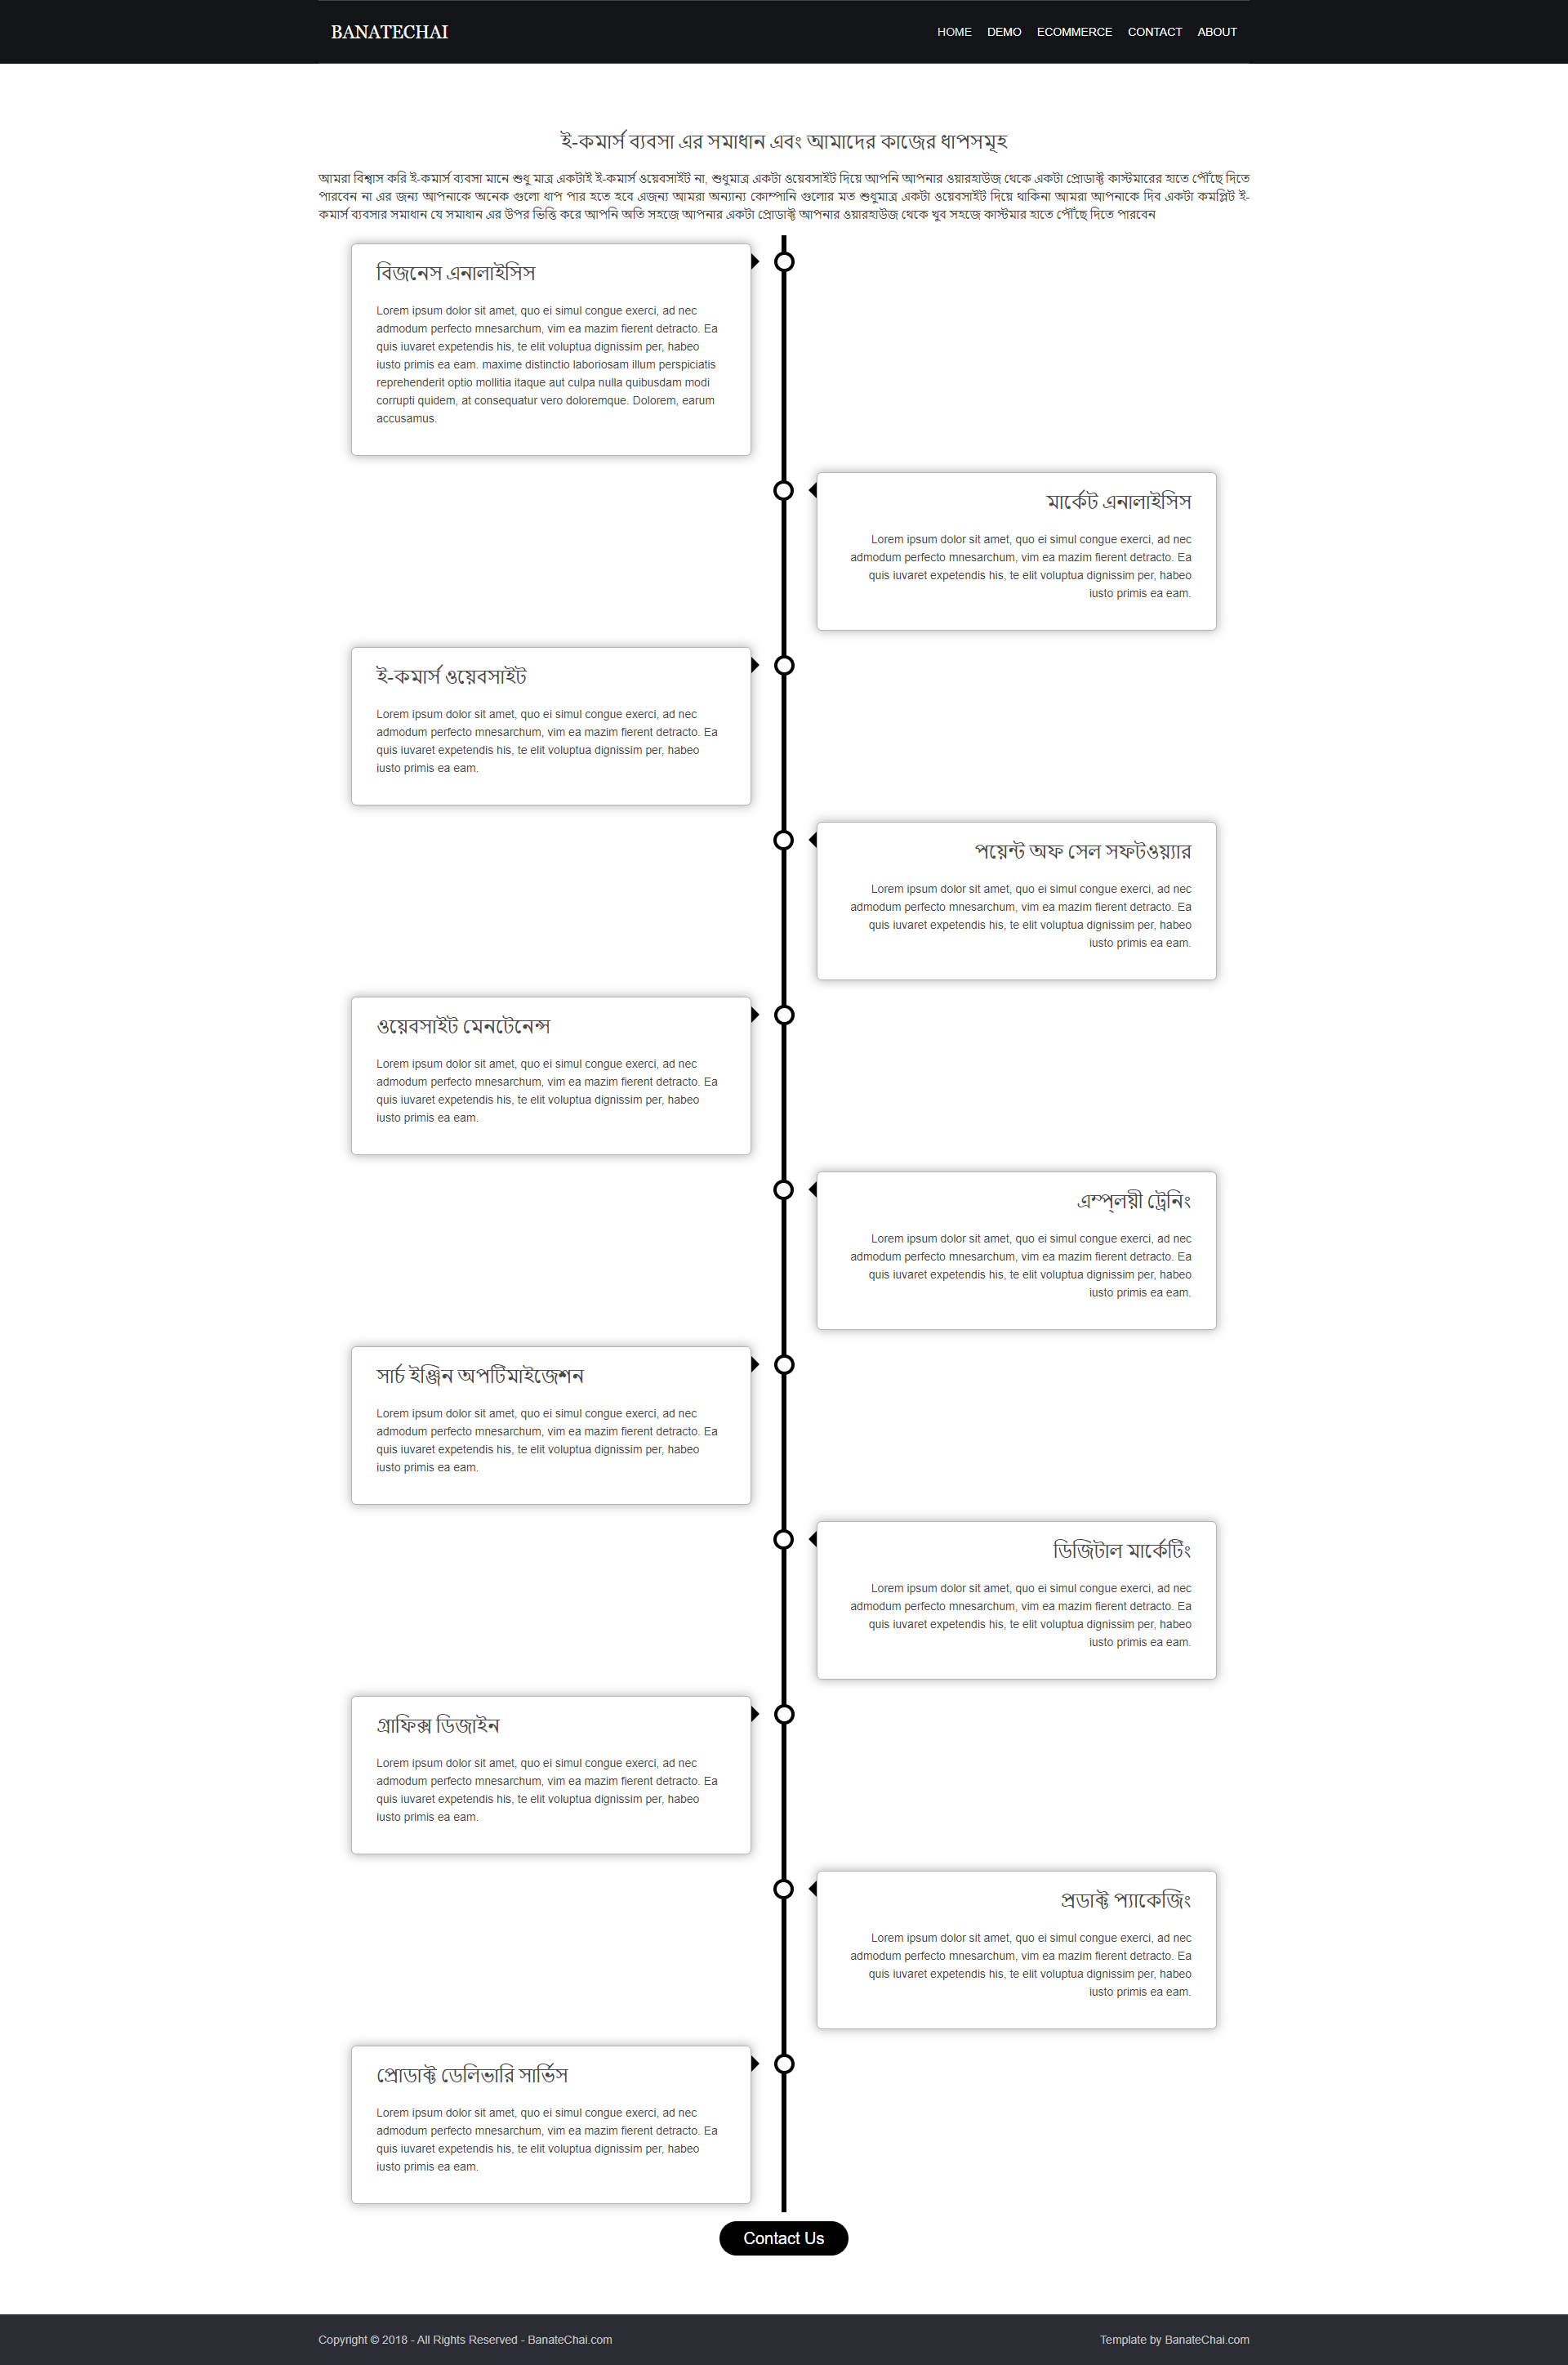 BANATECHAI
HOME DEMO ECOMMERCE CONTACT ABOUT
ই-কমার্স ব্যবসা এর সমাধান এবং আমাদের কাজের ধাপসমূহ
আমরা বিশ্বাস করি ই-কমার্স ব্যবসা মানে শুধু মাত্র একটাই ই-কমার্স ওয়েবসাইট না, শুধুমাত্র একটা ওয়েবসাইট দিয়ে আপনি আপনার ওয়ারহাউজ থেকে একটা প্রোডাক্ট কাস্টমারের হাতে পৌঁছে দিতে
পারবেন না এর জন্য আপনাকে অনেক গুলো ধাপ পার হতে হবে এজন্য আমরা অন্যান্য কোম্পানি গুলোর মত শুধুমাত্র একটা ওয়েবসাইট দিয়ে থাকিনা আমরা আপনাকে দিব একটা কমপ্লিট ই-
কমার্স ব্যবসার সমাধান যে সমাধান এর উপর ভিত্তি করে আপনি অতি সহজে আপনার একটা প্রোডাক্ট আপনার ওয়ারহাউজ থেকে খুব সহজে কাস্টমার হাতে পৌঁছে দিতে পারবেন
বিজনেস এনালাইসিস
Lorem ipsum dolor sit amet, quo ei simul congue exerci, ad nec
admodum perfecto mnesarchum, vim ea mazim fierent detracto. Ea
quis iuvaret expetendis his, te elit voluptua dignissim per, habeo
iusto primis ea eam. maxime distinctio laboriosam illum perspiciatis
reprehenderit optio mollitia itaque aut culpa nulla quibusdam modi
corrupti quidem, at consequatur vero doloremque. Dolorem, earum
accusamus.
মার্কেট এনালাইসিস
Lorem ipsum dolor sit amet, quo ei simul congue exerci, ad nec
admodum perfecto mnesarchum, vim ea mazim fierent detracto. Ea
quis iuvaret expetendis his, te elit voluptua dignissim per, habeo
iusto primis ea eam.
ই-কমার্স ওয়েবসাইট
Lorem ipsum dolor sit amet, quo ei simul congue exerci, ad nec
admodum perfecto mnesarchum, vim ea mazim fierent detracto. Ea
quis iuvaret expetendis his, te elit voluptua dignissim per, habeo
iusto primis ea eam.
পয়েন্ট অফ সেল সফটওয়্যার
Lorem ipsum dolor sit amet, quo ei simul congue exerci, ad nec
admodum perfecto mnesarchum, vim ea mazim fierent detracto. Ea
quis iuvaret expetendis his, te elit voluptua dignissim per, habeo
iusto primis ea eam.
ওয়েবসাইট মেনটেনেন্স
Lorem ipsum dolor sit amet, quo ei simul congue exerci, ad nec
admodum perfecto mnesarchum, vim ea mazim fierent detracto. Ea
quis iuvaret expetendis his, te elit voluptua dignissim per, habeo
iusto primis ea eam.
এম্প্লয়ী ট্রেনিং
Lorem ipsum dolor sit amet, quo ei simul congue exerci, ad nec
admodum perfecto mnesarchum, vim ea mazim fierent detracto. Ea
quis iuvaret expetendis his, te elit voluptua dignissim per, habeo
iusto primis ea eam.
সার্চ ইঞ্জিন অপটিমাইজেশন
Lorem ipsum dolor sit amet, quo ei simul congue exerci, ad nec
admodum perfecto mnesarchum, vim ea mazim fierent detracto. Ea
quis iuvaret expetendis his, te elit voluptua dignissim per, habeo
iusto primis ea eam.
ডিজিটাল মার্কেটিং
Lorem ipsum dolor sit amet, quo ei simul congue exerci, ad nec
admodum perfecto mnesarchum, vim ea mazim fierent detracto. Ea
quis iuvaret expetendis his, te elit voluptua dignissim per, habeo
iusto primis ea eam.
গ্রাফিক্স ডিজাইন
Lorem ipsum dolor sit amet, quo ei simul congue exerci, ad nec
admodum perfecto mnesarchum, vim ea mazim fierent detracto. Ea
quis iuvaret expetendis his, te elit voluptua dignissim per, habeo
iusto primis ea eam.
প্রডাক্ট প্যাকেজিং
Lorem ipsum dolor sit amet, quo ei simul congue exerci, ad nec
admodum perfecto mnesarchum, vim ea mazim fierent detracto. Ea
quis iuvaret expetendis his, te elit voluptua dignissim per, habeo
iusto primis ea eam.
প্রোডাক্ট ডেলিভারি সার্ভিস
Lorem ipsum dolor sit amet, quo ei simul congue exerci, ad nec
admodum perfecto mnesarchum, vim ea mazim fierent detracto. Ea
quis iuvaret expetendis his, te elit voluptua dignissim per, habeo
iusto primis ea eam.
Contact Us
Copyright © 2018 - All Rights Reserved - BanateChai.com
Template by BanateChai.com